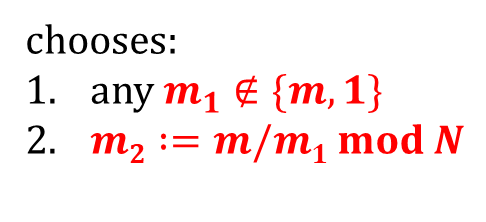 chooses:
1. any m₁ ∉ {m, 1}
2. m₂ := m/m₁ mod N